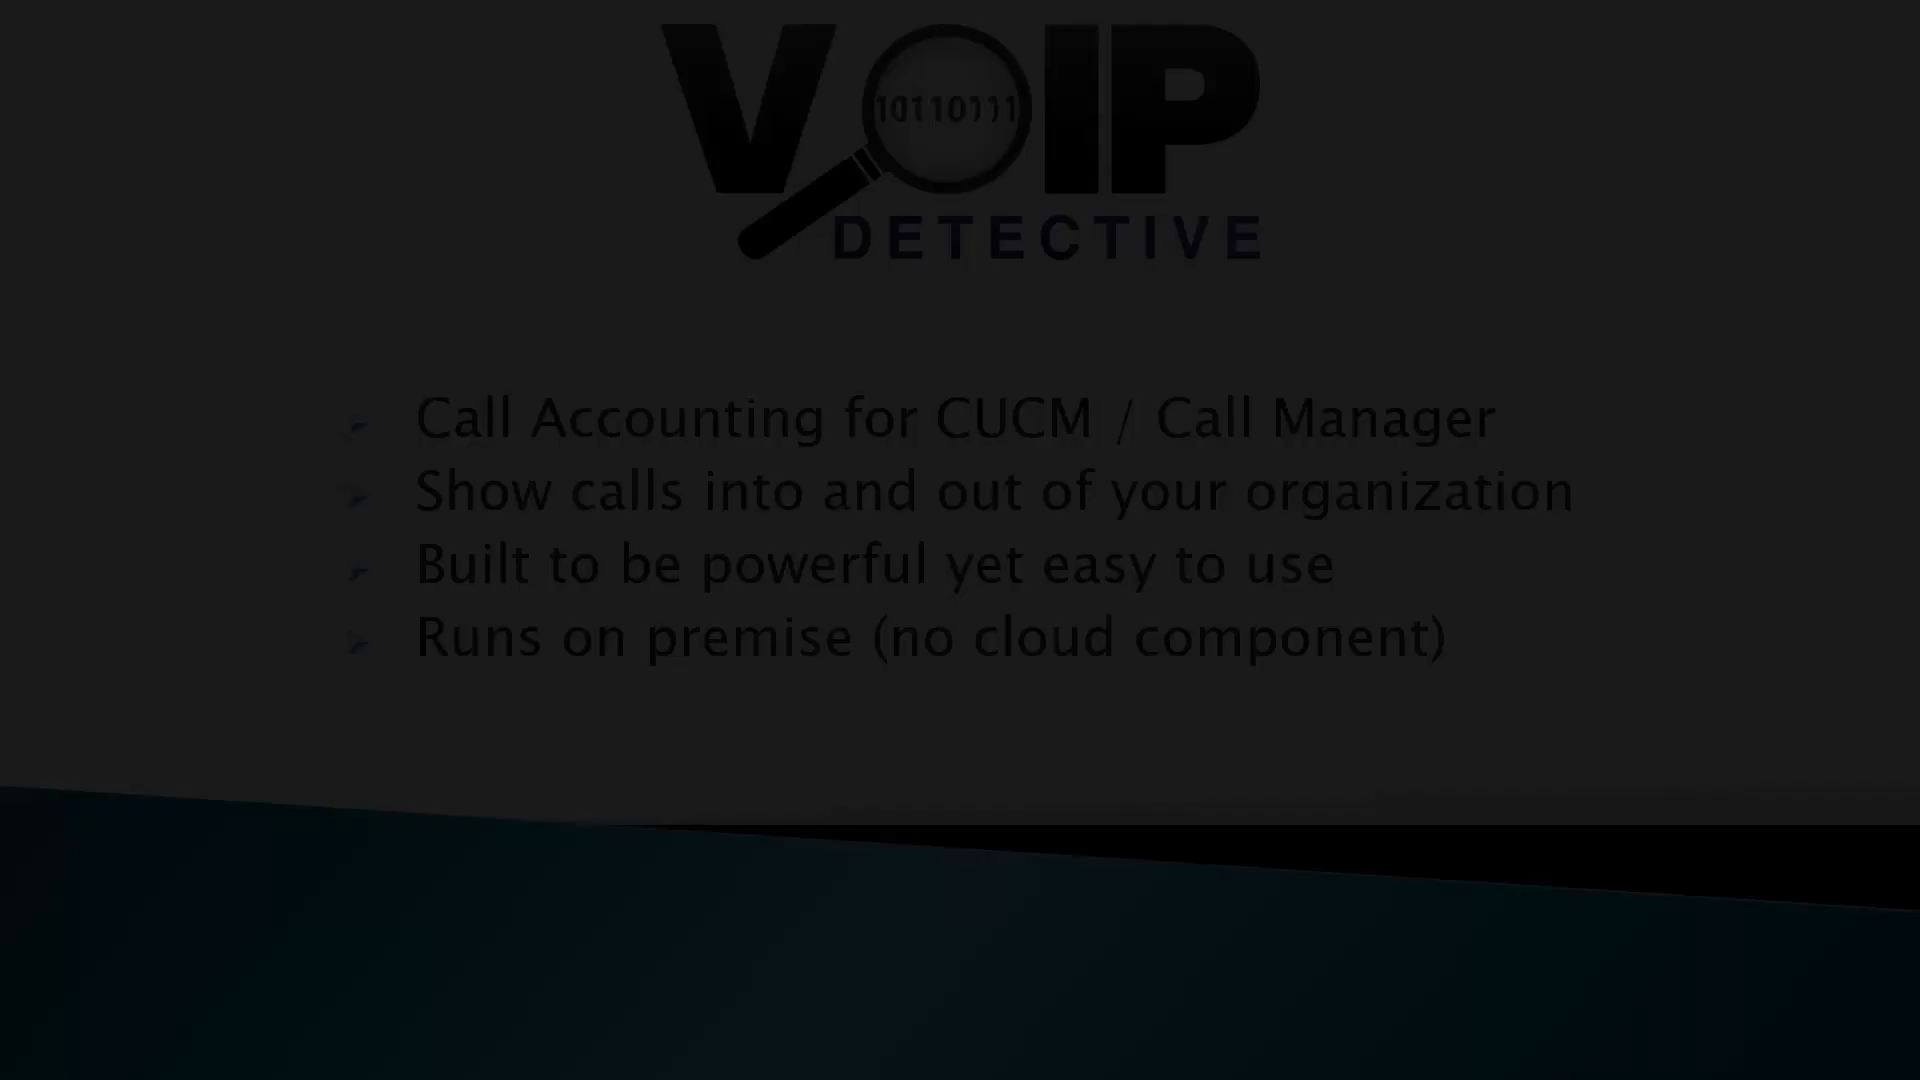 VOIP
10110111
DETECTIVE
Call Accounting for CUCM / Call Manager
Show calls into and out of your organization
Built to be powerful yet easy to use
Runs on premise (no cloud component)